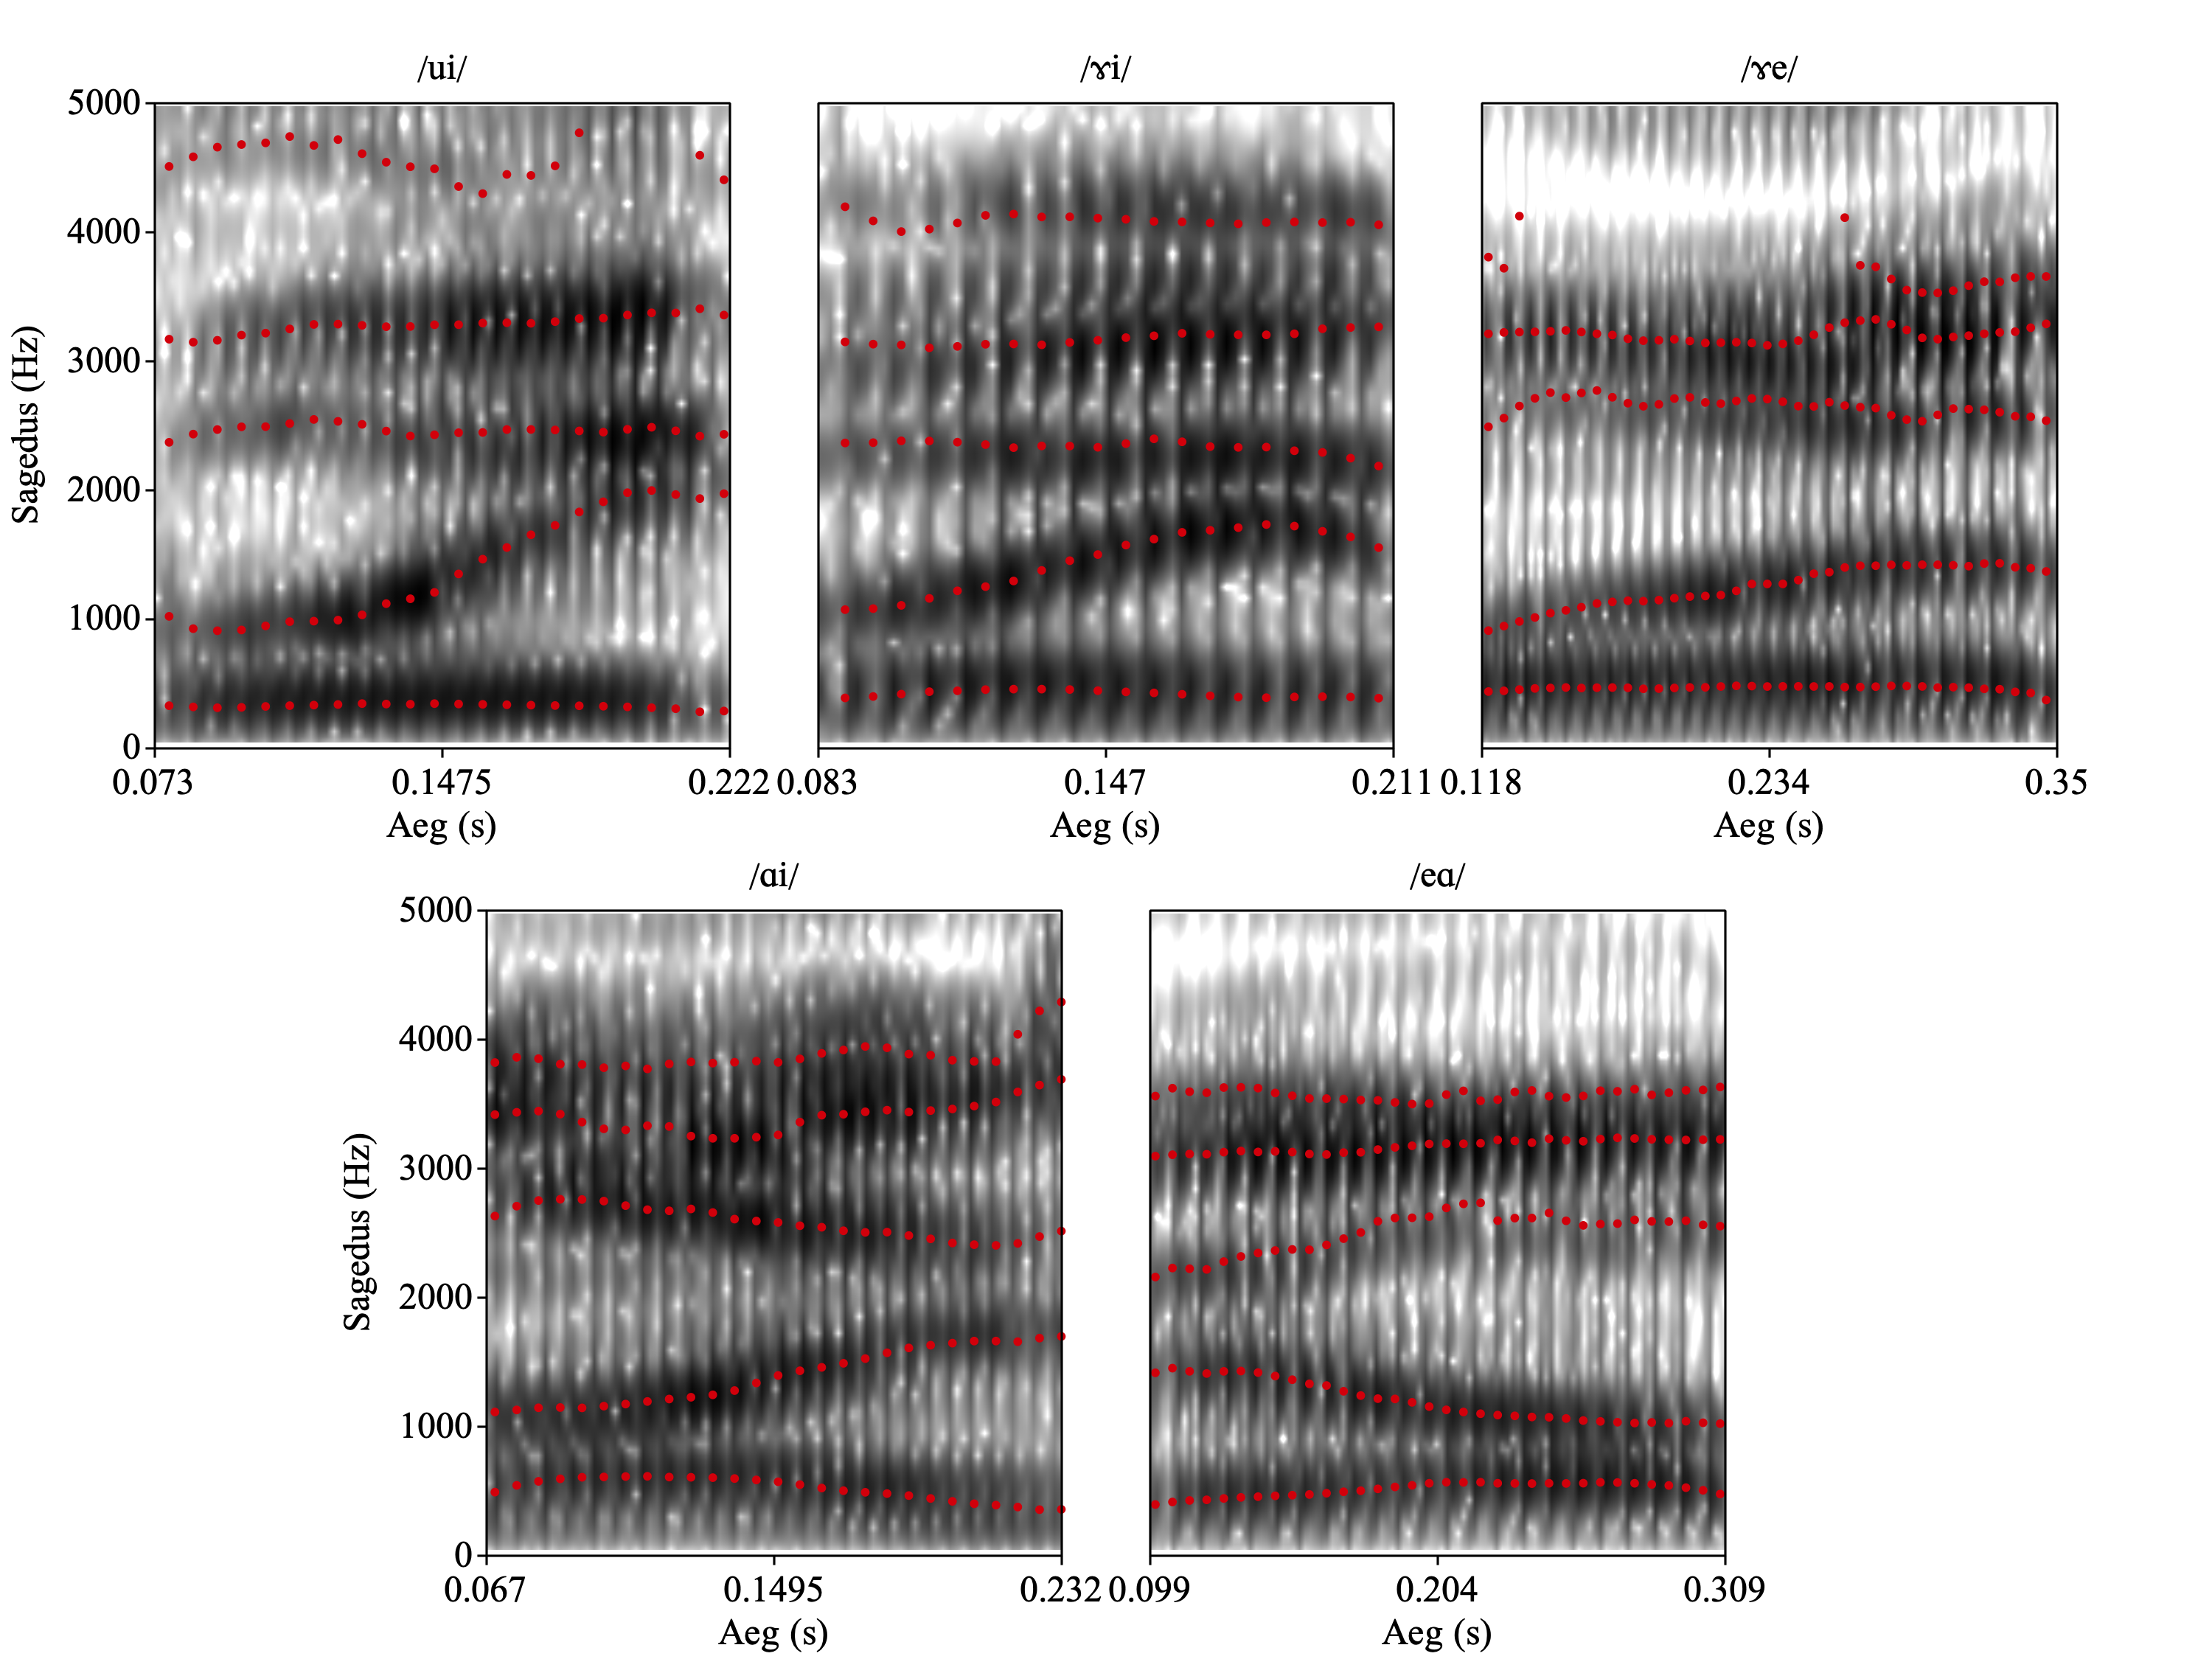 /ui/ /ɤi/ /ɤe/
5000
4000
3000
2000
1000
0
Sagedus (Hz)
0.073 0.1475 0.222 0.083 0.147 0.211 0.118 0.234 0.35
Aeg (s) Aeg (s) Aeg (s)
/ɑi/ /eɑ/
5000
4000
3000
2000
1000
0
Sagedus (Hz)
0.067 0.1495 0.232 0.099 0.204 0.309
Aeg (s) Aeg (s)